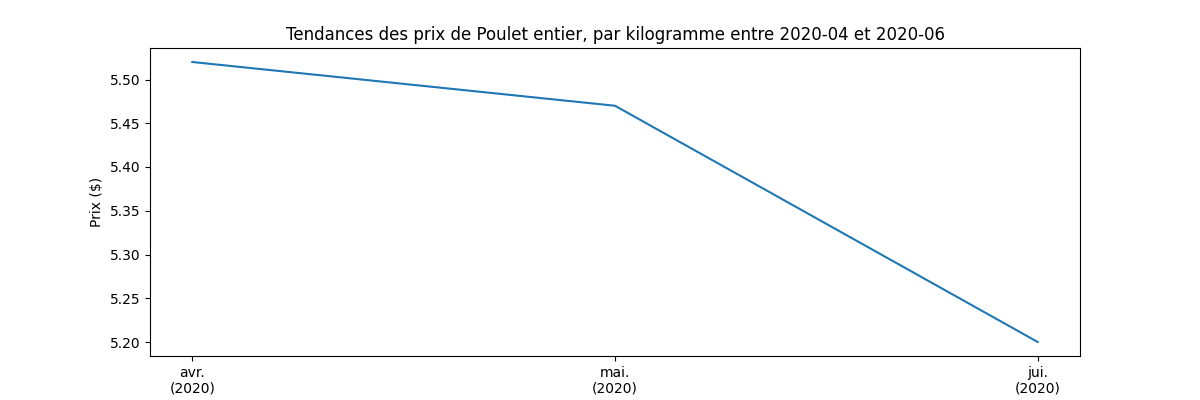 Tendances des prix de Poulet entier, par kilogramme entre 2020-04 et 2020-06
Prix ($)
5.50
5.45
5.40
5.35
5.30
5.25
5.20
avr.
(2020)
mai.
(2020)
jui.
(2020)